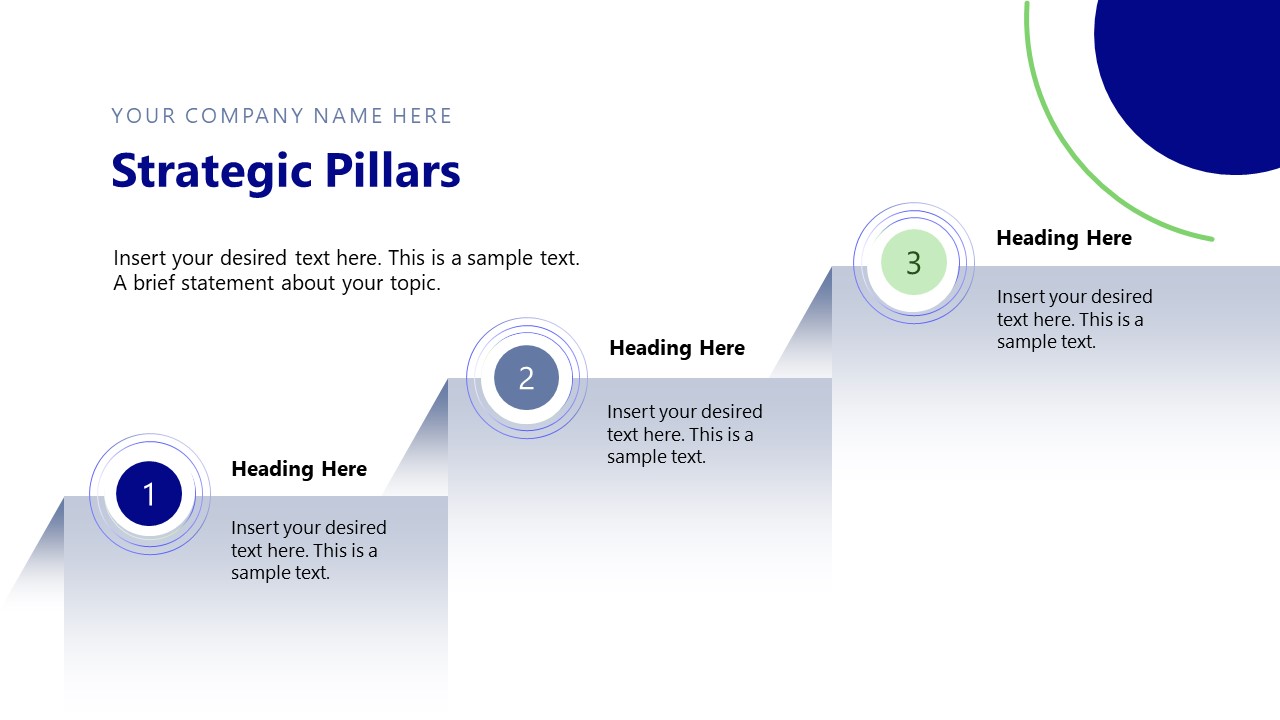 YOUR COMPANY NAME HERE
Strategic Pillars
Insert your desired text here. This is a sample text.
A brief statement about your topic.
1
Heading Here
Insert your desired
text here. This is a
sample text.
2
Heading Here
Insert your desired
text here. This is a
sample text.
3
Heading Here
Insert your desired
text here. This is a
sample text.